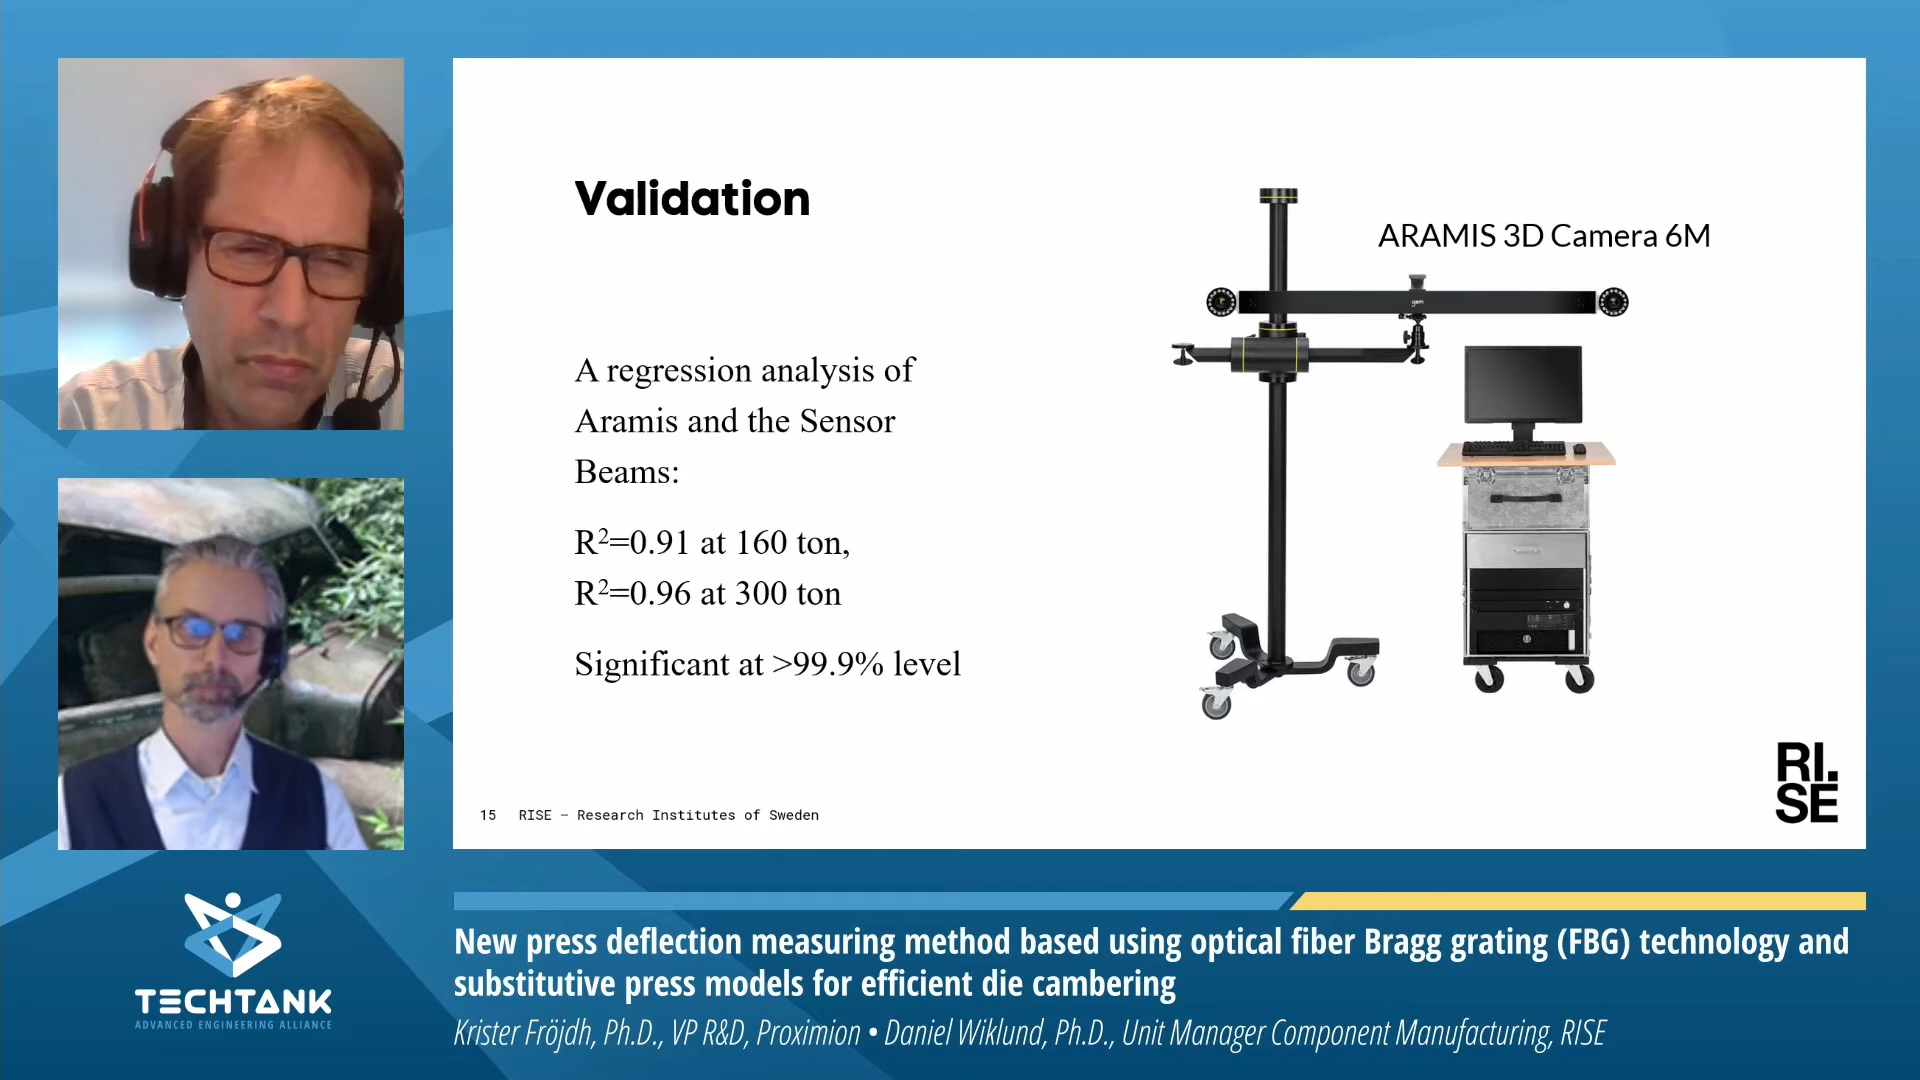 Validation
ARAMIS 3D Camera 6M
gom
A regression analysis of
Aramis and the Sensor
Beams:
R²=0.91 at 160 ton,
R²=0.96 at 300 ton
Significant at >99.9% level
RI.
SE
15 RISE — Research Institutes of Sweden
TECHTANK
ADVANCED ENGINEERING ALLIANCE
New press deflection measuring method based using optical fiber Bragg grating (FBG) technology and
substitutive press models for efficient die cambering
Krister Fröjdh, Ph.D., VP R&D, Proximion • Daniel Wiklund, Ph.D., Unit Manager Component Manufacturing, RISE